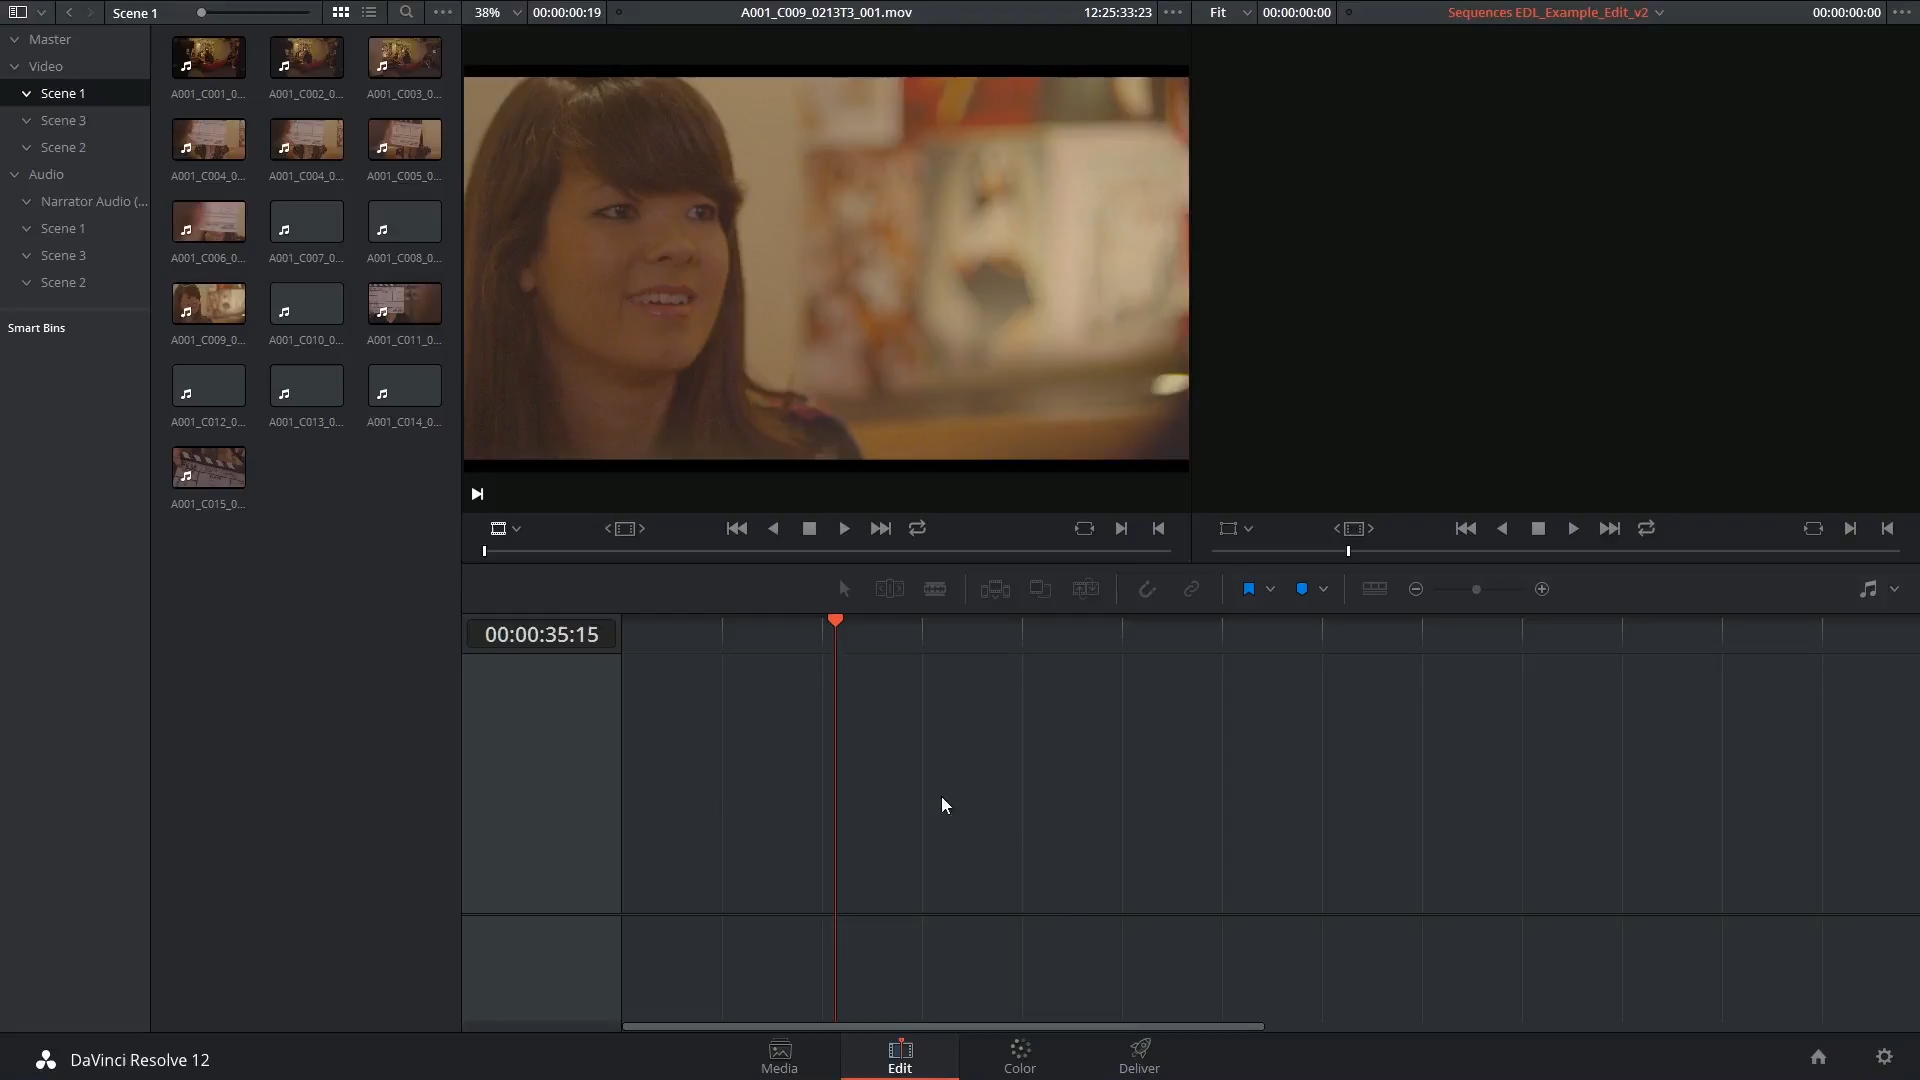 Scene 1
38%
00:00:00:19
A001_C009_0213T3_001.mov
12:25:33:23
Fit
00:00:00:00
Sequences EDL_Example_Edit_v2
00:00:00:00
Master
Video
Scene 1
Scene 3
Scene 2
Audio
Narrator Audio (...
Scene 1
Scene 3
Scene 2
Smart Bins
A001_C001_0...
A001_C002_0...
A001_C003_0...
A001_C004_0...
A001_C004_0...
A001_C005_0...
A001_C006_0...
A001_C007_0...
A001_C008_0...
A001_C009_0...
A001_C010_0...
A001_C011_0...
A001_C012_0...
A001_C013_0...
A001_C014_0...
A001_C015_0...
00:00:35:15
DaVinci Resolve 12
Media
Edit
Color
Deliver